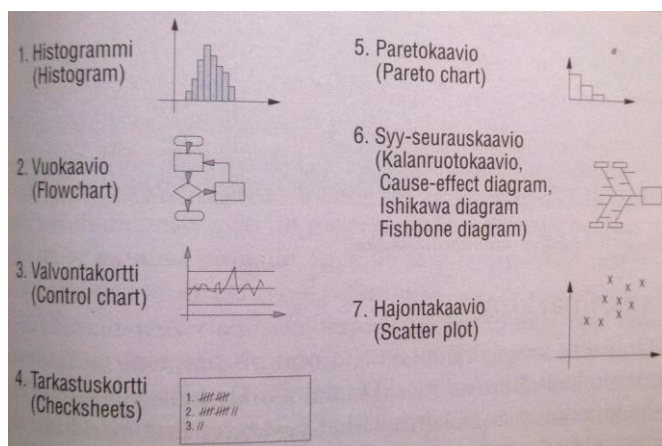 1. Histogrammi
(Histogram)
2. Vuokaavio
(Flowchart)
3. Valvontakortti
(Control chart)
4. Tarkastuskortti
(Checksheets)
1.
2.
3.
5. Paretokaavio
(Pareto chart)
6. Syy-seurauskaavio
(Kalanruotokaavio,
Cause-effect diagram,
Ishikawa diagram
Fishbone diagram)
7. Hajontakaavio
(Scatter plot)